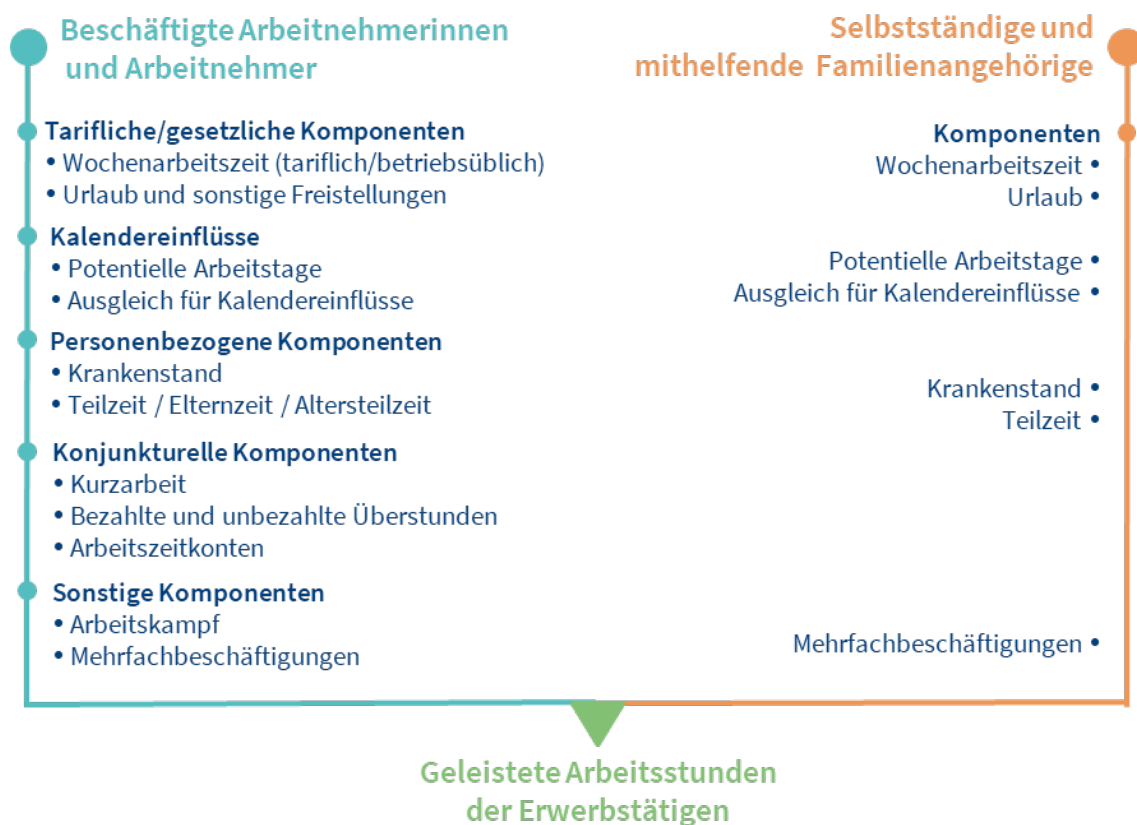 Beschäftigte Arbeitnehmerinnen
und Arbeitnehmer
Tarifliche/gesetzliche Komponenten
• Wochenarbeitszeit (tariflich/betriebsüblich)
• Urlaub und sonstige Freistellungen
Kalendereinflüsse
• Potentielle Arbeitstage
• Ausgleich für Kalendereinflüsse
Personenbezogene Komponenten
• Krankenstand
• Teilzeit / Elternzeit / Altersteilzeit
Konjunkturelle Komponenten
• Kurzarbeit
• Bezahlte und unbezahlte Überstunden
• Arbeitszeitkonten
Sonstige Komponenten
• Arbeitskampf
• Mehrfachbeschäftigungen
Selbstständige und
mithelfende Familienangehörige
Komponenten
Wochenarbeitszeit •
Urlaub •
Potentielle Arbeitstage •
Ausgleich für Kalendereinflüsse •
Krankenstand •
Teilzeit •
Mehrfachbeschäftigungen •
Geleistete Arbeitsstunden
der Erwerbstätigen